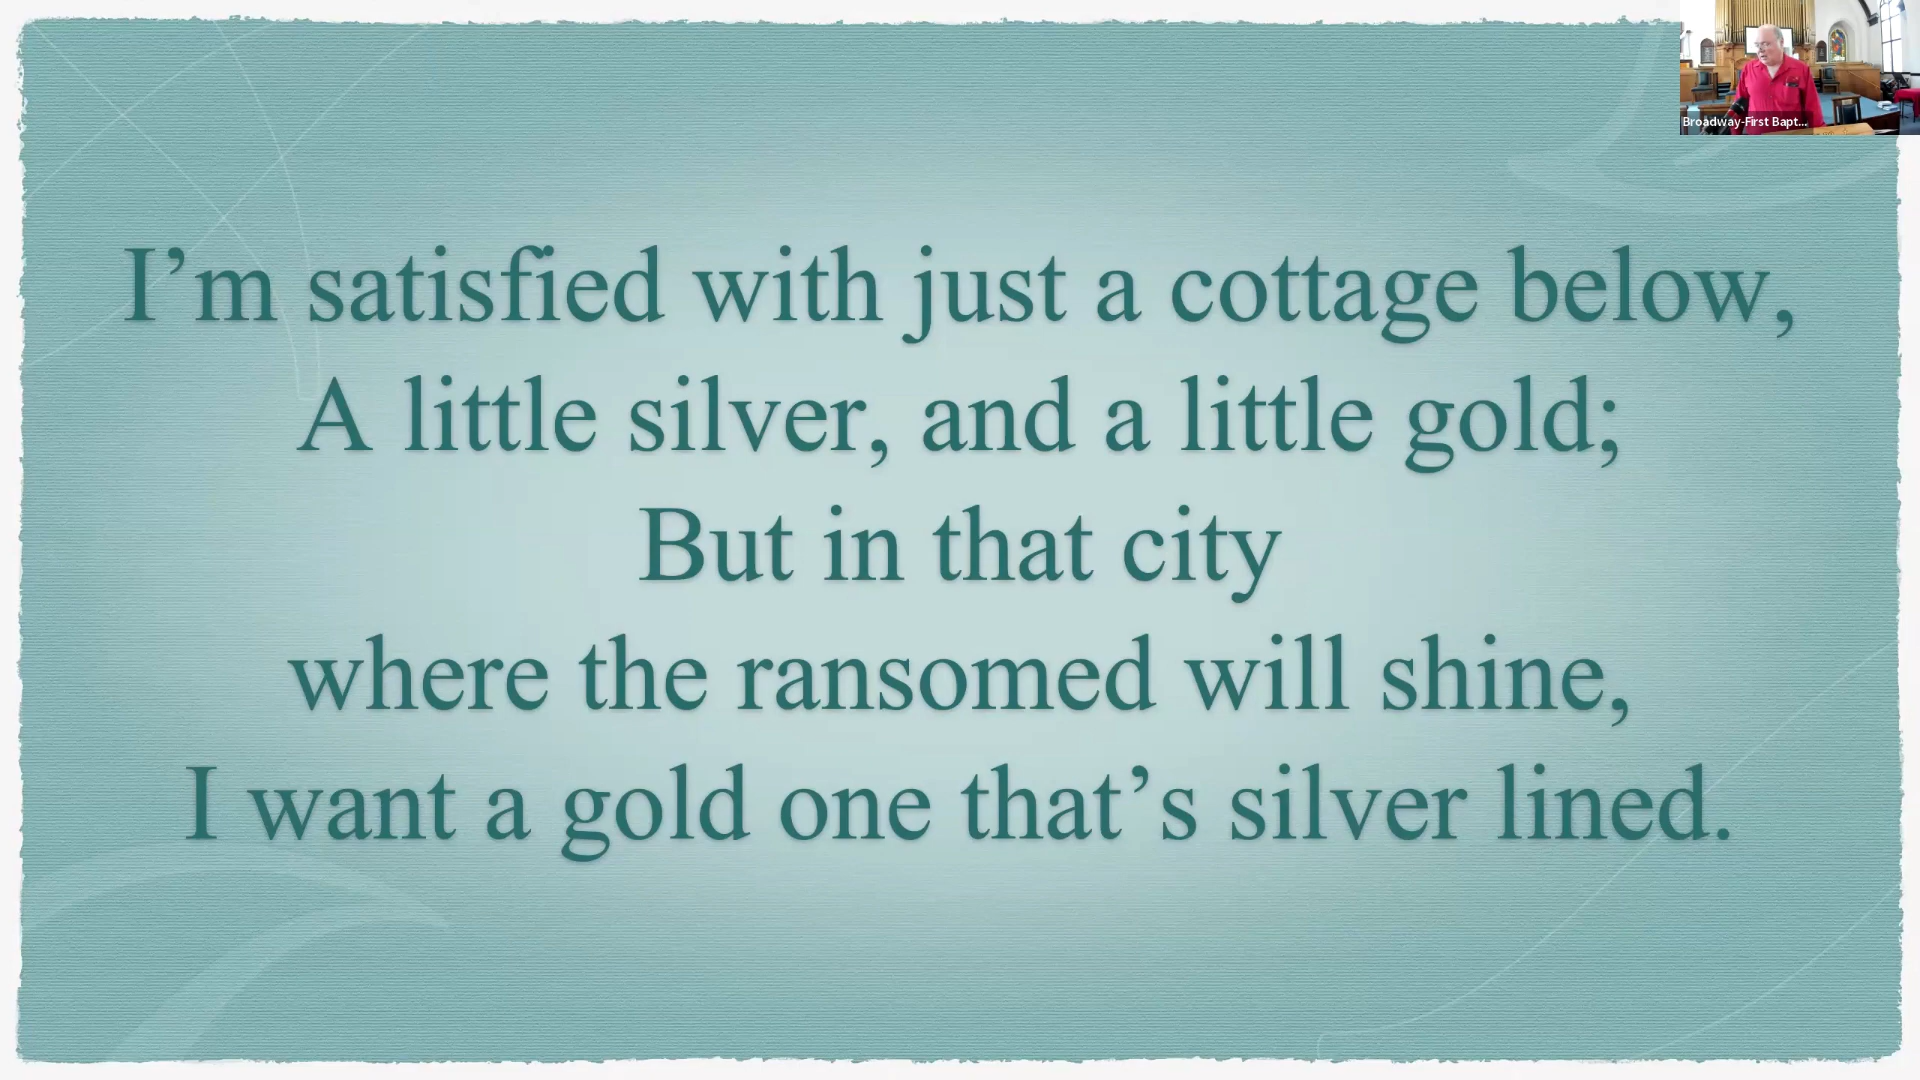 Broadway-First Bapt...
I’m satisfied with just a cottage below,
A little silver, and a little gold;
But in that city
where the ransomed will shine,
I want a gold one that’s silver lined.